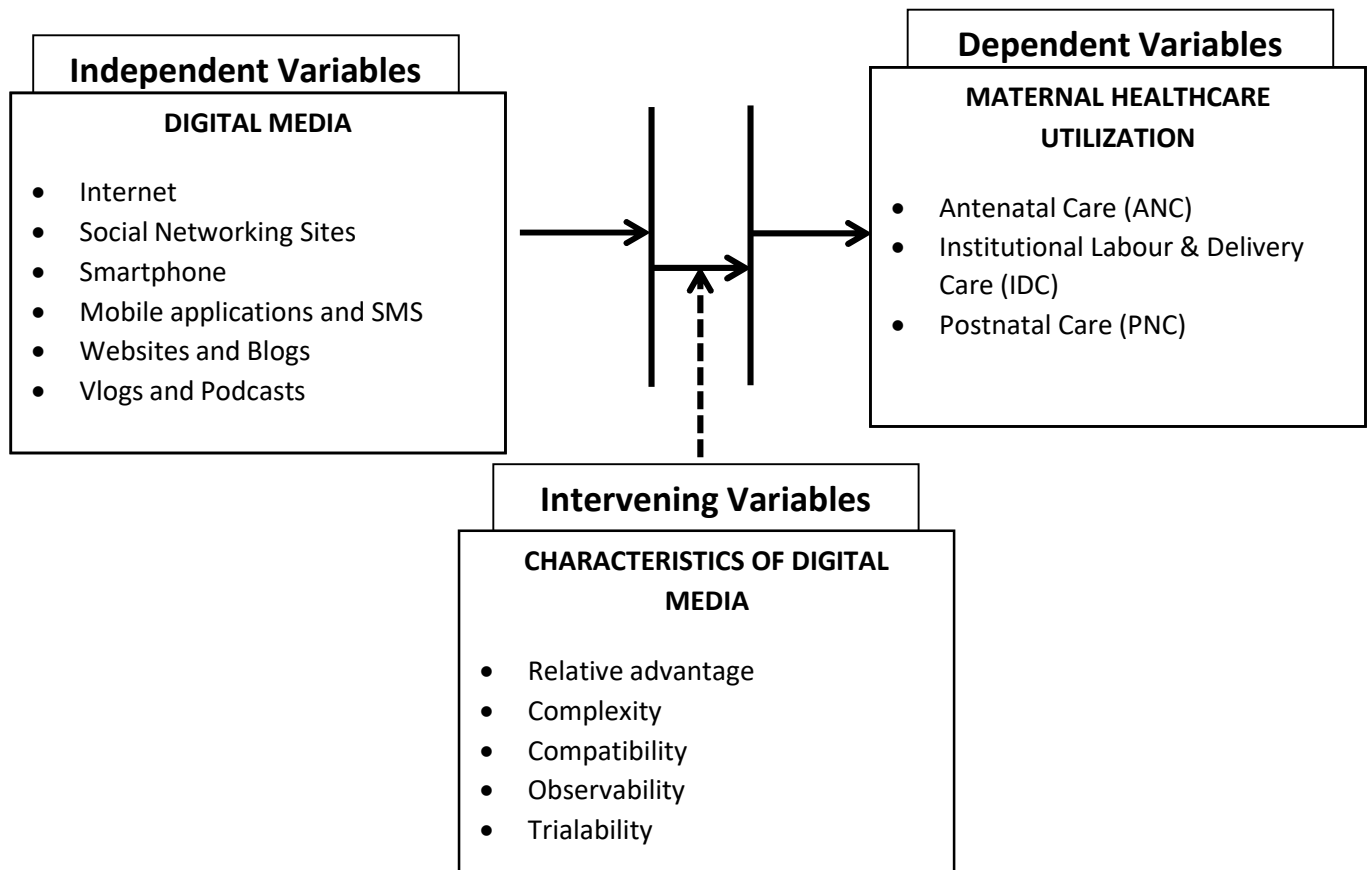 Independent Variables
DIGITAL MEDIA
• Internet
• Social Networking Sites
• Smartphone
• Mobile applications and SMS
• Websites and Blogs
• Vlogs and Podcasts
Dependent Variables
MATERNAL HEALTHCARE
UTILIZATION
• Antenatal Care (ANC)
• Institutional Labour & Delivery
Care (IDC)
• Postnatal Care (PNC)
Intervening Variables
CHARACTERISTICS OF DIGITAL
MEDIA
• Relative advantage
• Complexity
• Compatibility
• Observability
• Trialability